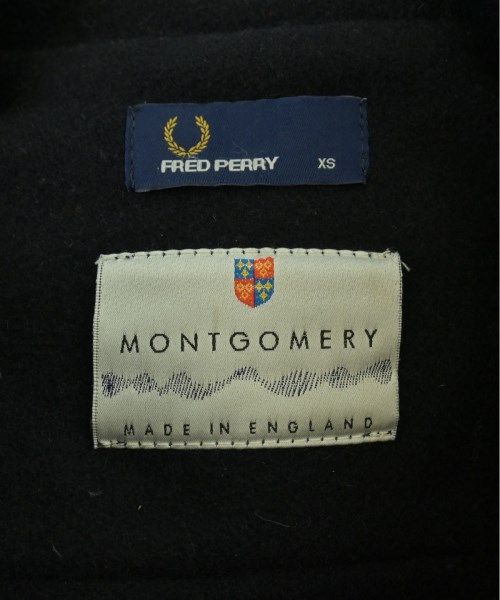 FRED PERRY XS
MONTGOMERY
MADE IN ENGLAND